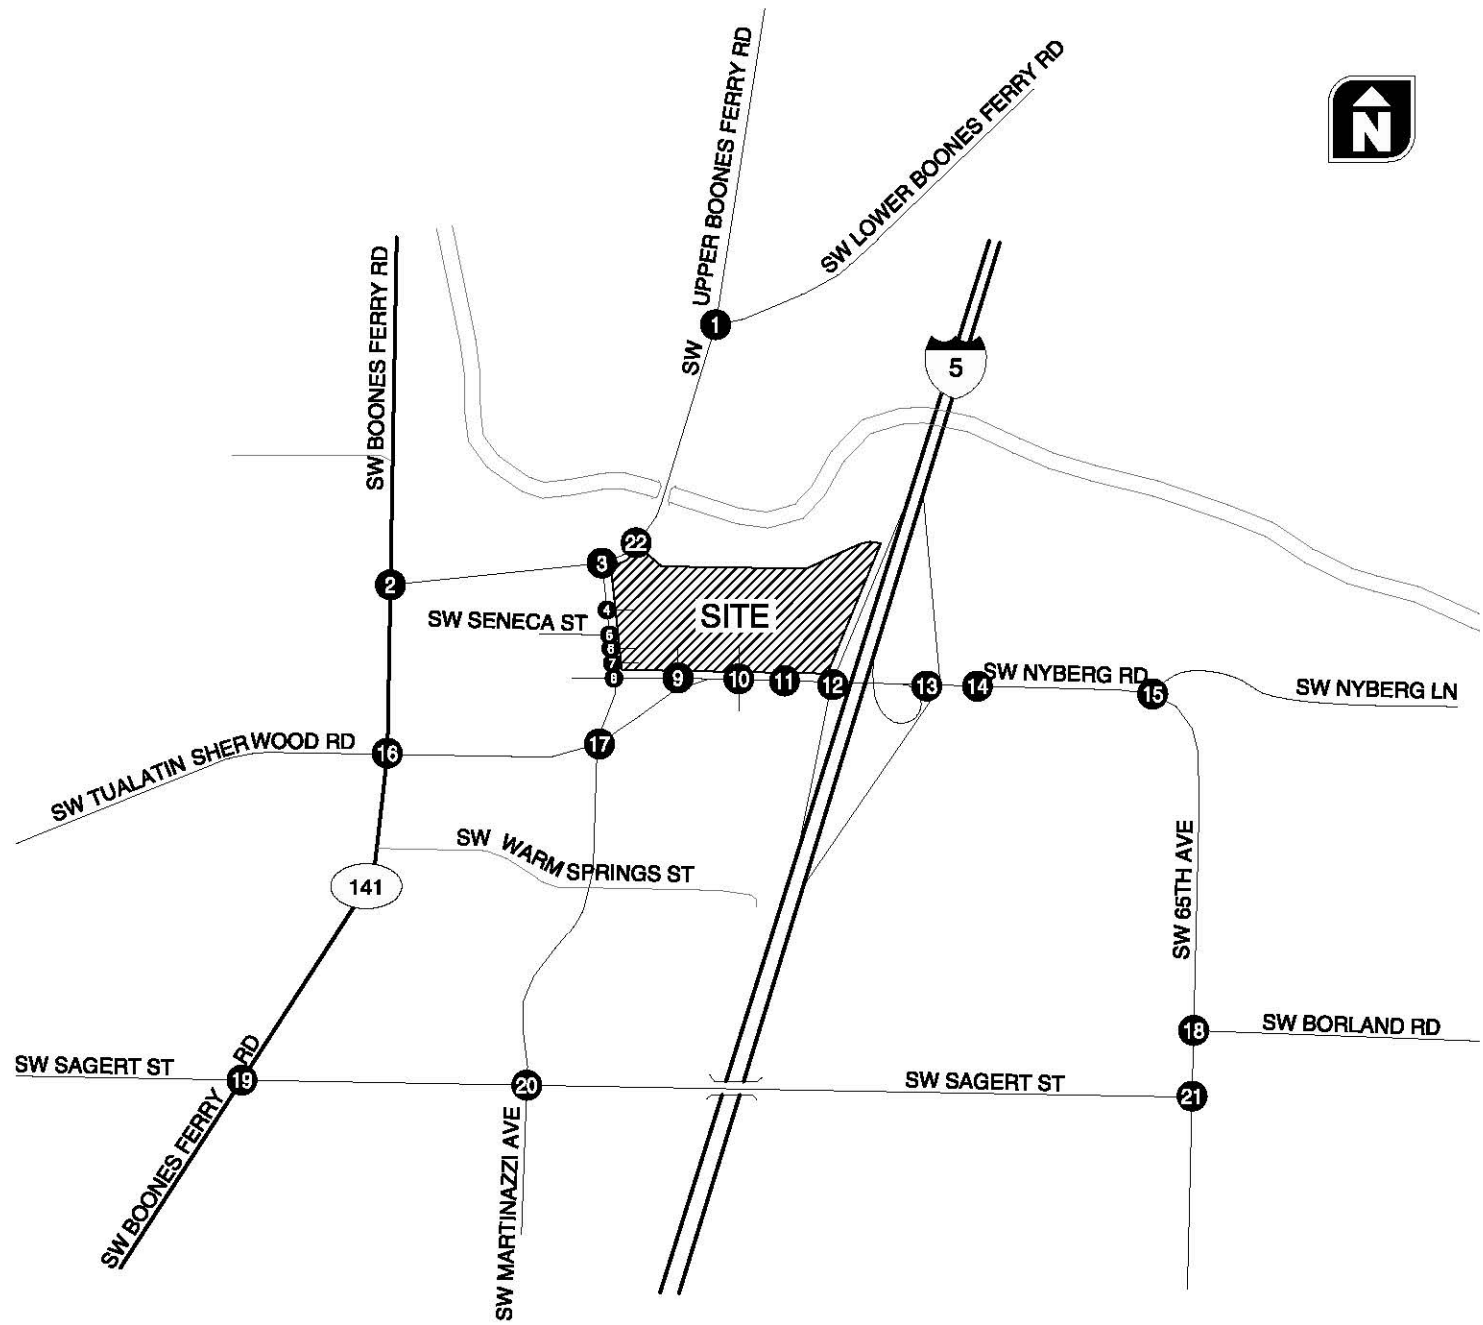 UPPER BOONES FERRY RD
SW
SW LOWER BOONES FERRY RD
N
SW BOONES FERRY RD
1
5
22
3
2
4
SITE
SW SENECA ST
6
7
8
9
10
11
12
13
14
SW NYBERG RD
15
SW NYBERG LN
SW TUALATIN SHERWOOD RD
16
17
SW WARM SPRINGS ST
141
SW 65TH AVE
18
SW BORLAND RD
SW SAGERT ST
19
20
SW SAGERT ST
21
SW BOONES FERRY RD
SW MARTINAZZI AVE